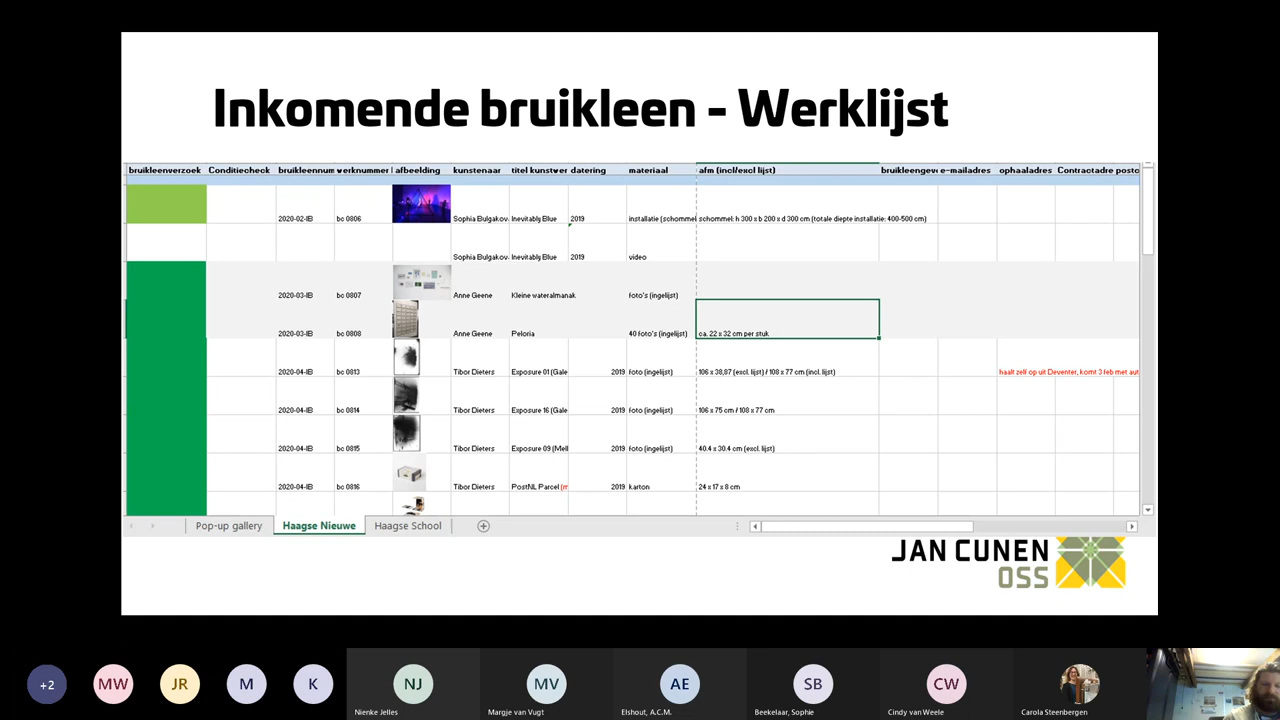 Inkomende bruikleen - Werklijst
bruikleenverzoek Conditiecheck bruikleennum werknummer afbeelding kunstenaar titel kunstwer datering materiaal afm (incl/excl lijst) bruikleengev e-mailadres ophaaladres Contractadre postc
2020-02-IB bc 0806 Sophia Bulgakov Inevitably Blue 2019 installatie (schommel schommel: h 300 x b 200 x d 300 cm (totale diepte installatie: 400-500 cm)
Sophia Bulgakov Inevitably Blue 2019 video
2020-03-IB bc 0807 Anne Geene Kleine wateralmanak foto's (ingelijst)
2020-03-IB bc 0808 Anne Geene Peloria 40 foto's (ingelijst) ca. 22 x 32 cm per stuk
2020-04-IB bc 0813 Tibor Dieters Exposure 01 (Gale foto (ingelijst) 106 x 38,87 (excl. lijst) / 108 x 77 cm (incl. lijst) haalt zelf op uit Deventer, komt 3 feb met aut
2020-04-IB bc 0814 Tibor Dieters Exposure 16 (Gale 2019 foto (ingelijst) 106 x 75 cm / 108 x 77 cm
2020-04-IB bc 0815 Tibor Dieters Exposure 09 (Mell 2019 foto (ingelijst) 40.4 x 30.4 cm (excl. lijst)
2020-04-IB bc 0816 Tibor Dieters PostNL Parcel (m 2019 karton 24 x 17 x 8 cm
Pop-up gallery Haagse Nieuwe Haagse School
JAN CUNEN
OSS
+2 MW JR M K NJ MV AE SB CW
Nienke Jelles Margje van Vugt Elshout, A.C.M. Beekelaar, Sophie Cindy van Weele Carola Steenbergen